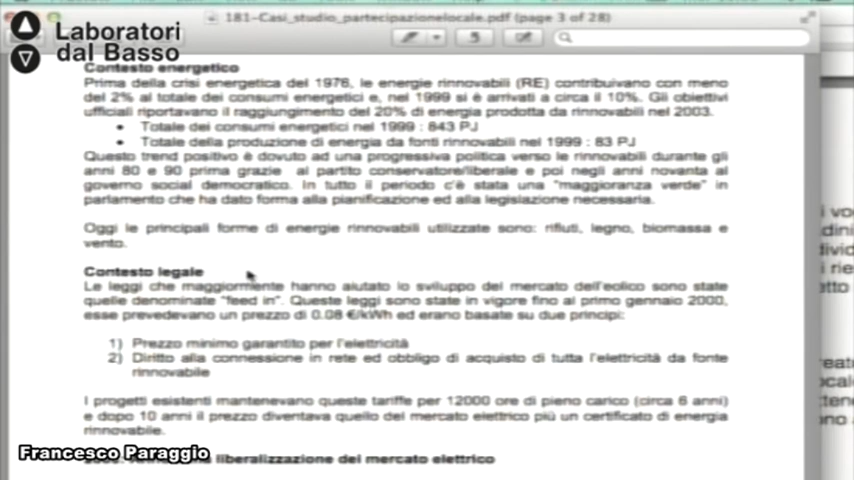 181-Casi_studio_partecipazionelocale.pdf (page 3 of 28)
Laboratori
dal Basso
Contesto energetico
Prima della crisi energetica del 1976, le energie rinnovabili (RE) contribuivano con meno
del 2% al totale dei consumi energetici e, nel 1999 si è arrivati a circa il 10%. Gli obiettivi
ufficiali riportavano il raggiungimento del 20% di energia prodotta da rinnovabili nel 2003.
• Totale dei consumi energetici nel 1999 : 843 PJ
• Totale della produzione di energia da fonti rinnovabili nel 1999 : 83 PJ
Questo trend positivo è dovuto ad una progressiva politica verso le rinnovabili durante gli
anni 80 e 90 prima grazie al partito conservatore/liberale e poi negli anni novanta al
governo social democratico. In tutto il periodo c'è stata una "maggioranza verde" in
parlamento che ha dato forma alla pianificazione ed alla legislazione necessaria.
Oggi le principali forme di energie rinnovabili utilizzate sono: rifiuti, legno, biomassa e
vento.
Contesto legale
Le leggi che maggiormente hanno aiutato lo sviluppo del mercato dell'eolico sono state
quelle denominate "feed in". Queste leggi sono state in vigore fino al primo gennaio 2000,
esse prevedevano un prezzo di 0.08 €/kWh ed erano basate su due principi:
1) Prezzo minimo garantito per l'elettricità
2) Diritto alla connessione in rete ed obbligo di acquisto di tutta l'elettricità da fonte
rinnovabile
I progetti esistenti mantenevano queste tariffe per 12000 ore di pieno carico (circa 6 anni)
e dopo 10 anni il prezzo diventava quello del mercato elettrico più un certificato di energia
rinnovabile.
liberalizzazione del mercato elettrico
Francesco Paraggio